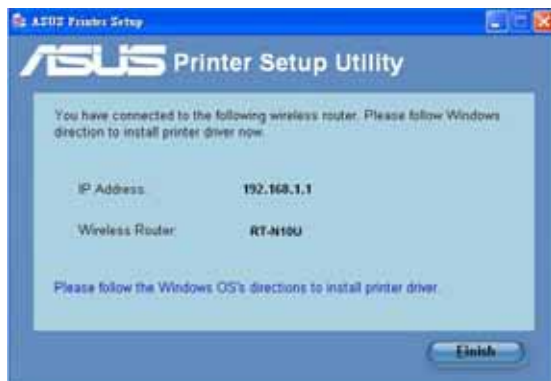 ASUS Printer Setup
ASUS Printer Setup Utility
You have connected to the following wireless router. Please follow Windows
direction to install printer driver now.
IP Address: 192.168.1.1
Wireless Router: RT-N10U
Please follow the Windows OS's directions to install printer driver.
Finish